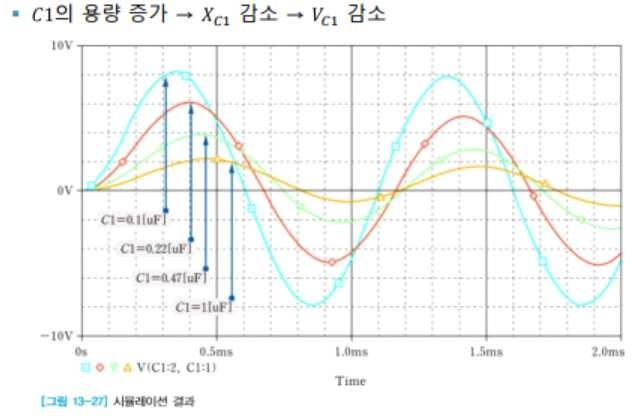 ▪ C1의 용량 증가 → X_C1 감소 → V_C1 감소
10V
0V
C1=0.1[uF]
C1=0.22[uF]
C1=0.47[uF]
C1=1[uF]
−10V
0s 0.5ms 1.0ms 1.5ms 2.0ms
□ ◇ ▽ △ V(C1:2, C1:1)
Time
[그림 13-27] 시뮬레이션 결과